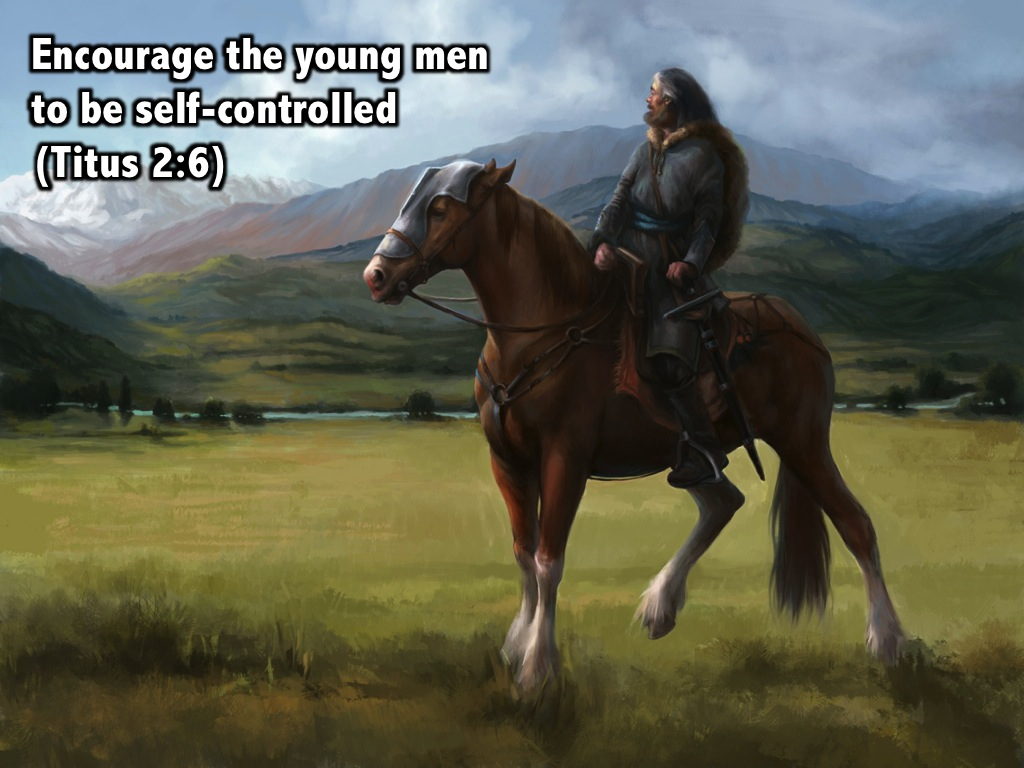 Encourage the young men
to be self-controlled
(Titus 2:6)